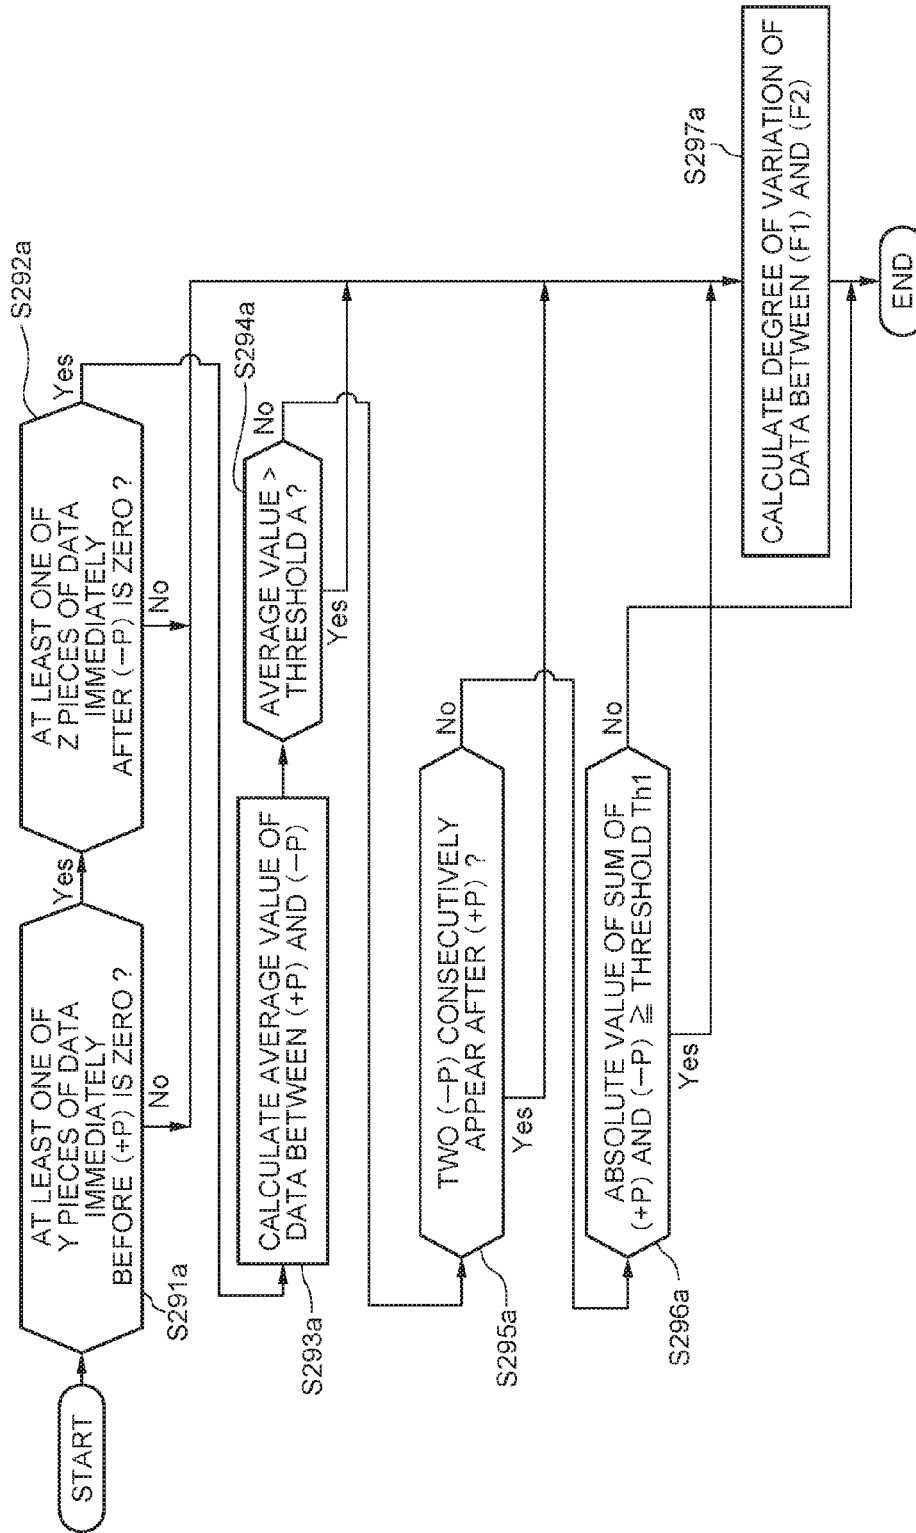 START
AT LEAST ONE OF
Y PIECES OF DATA
IMMEDIATELY
BEFORE (+P) IS ZERO ?
S291a
Yes
No
AT LEAST ONE OF
Z PIECES OF DATA
IMMEDIATELY
AFTER (−P) IS ZERO ?
S292a
Yes
No
CALCULATE AVERAGE VALUE OF
DATA BETWEEN (+P) AND (−P)
S293a
AVERAGE VALUE >
THRESHOLD A ?
S294a
No
Yes
TWO (−P) CONSECUTIVELY
APPEAR AFTER (+P) ?
S295a
No
Yes
ABSOLUTE VALUE OF SUM OF
(+P) AND (−P) ≧ THRESHOLD Th1
S296a
No
Yes
S297a
CALCULATE DEGREE OF VARIATION OF
DATA BETWEEN (F1) AND (F2)
END